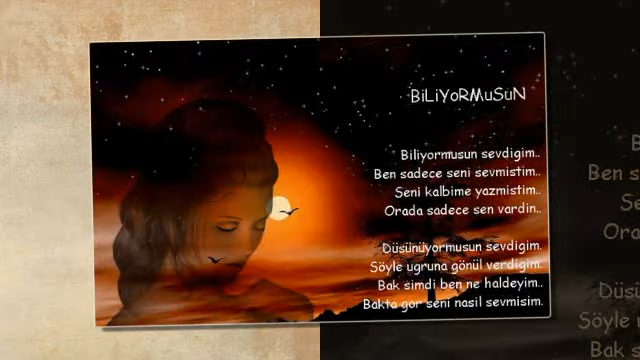 BiLiYoRMuSüN
Biliyormusun sevdigim..
Ben sadece seni sevmistim..
Seni kalbime yazmistim..
Orada sadece sen vardin..
Düsünüyormusun sevdigim.
Söyle ugruna gönül verdigim.
Bak simdi ben ne haldeyim..
Bakta gor seni nasil sevmisim.